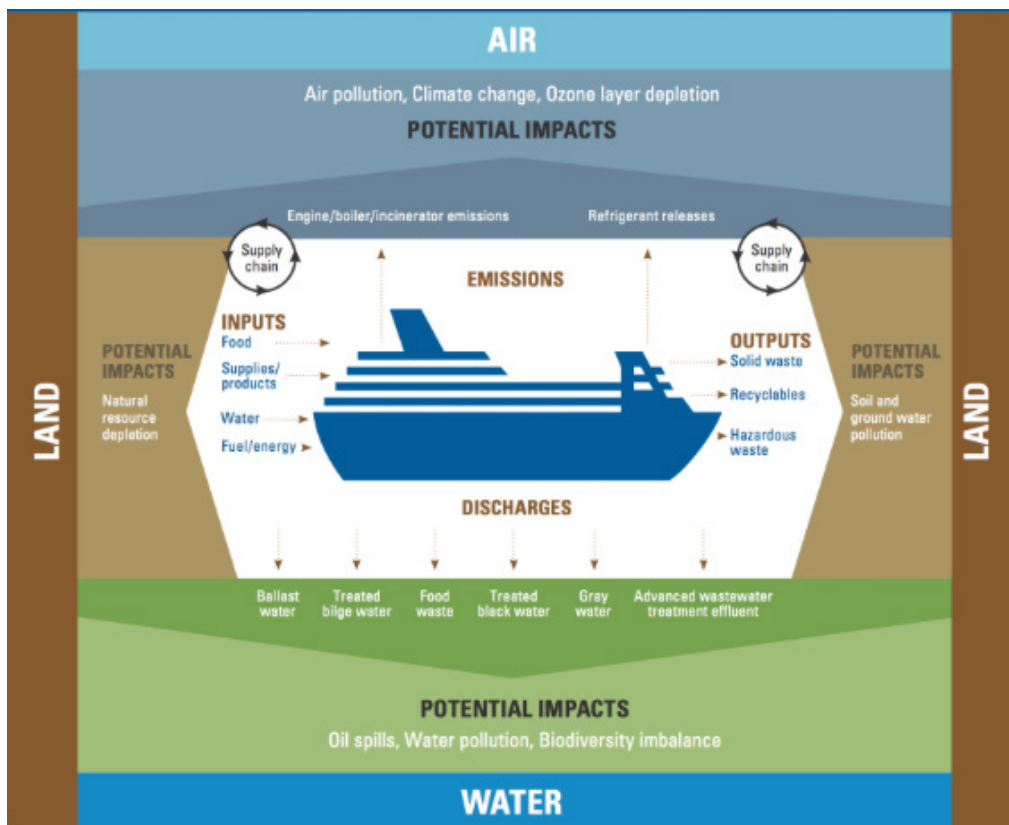 AIR
Air pollution, Climate change, Ozone layer depletion
POTENTIAL IMPACTS
Engine/boiler/incinerator emissions
Refrigerant releases
Supply
chain
Supply
chain
EMISSIONS
INPUTS
Food
Supplies/
products
Water
Fuel/energy
OUTPUTS
Solid waste
Recyclables
Hazardous
waste
POTENTIAL
IMPACTS
Natural
resource
depletion
POTENTIAL
IMPACTS
Soil and
ground water
pollution
LAND
LAND
DISCHARGES
Ballast
water
Treated
bilge water
Food
waste
Treated
black water
Gray
water
Advanced wastewater
treatment effluent
POTENTIAL IMPACTS
Oil spills, Water pollution, Biodiversity imbalance
WATER